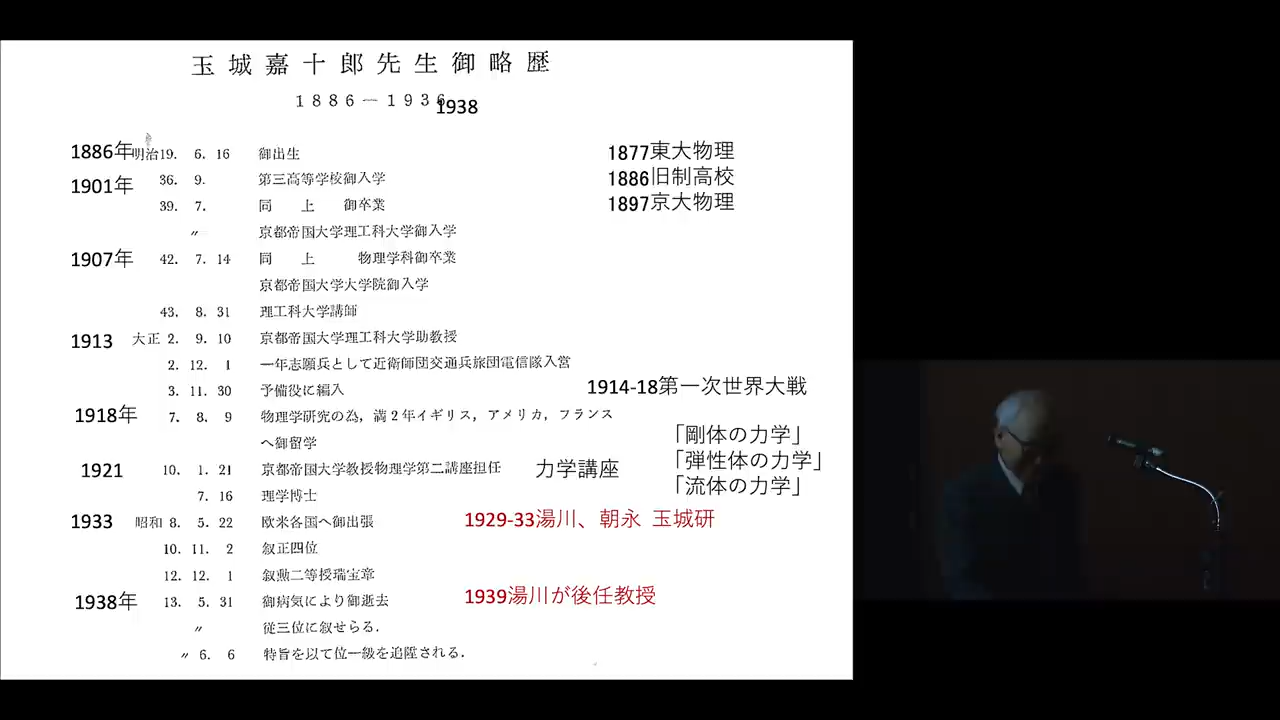 玉城嘉十郎先生御略歴
1886―1936
1938
1886年 明治19. 6. 16 御出生 1877東大物理
1901年 36. 9. 第三高等学校御入学 1886旧制高校
39. 7. 同 上 御卒業 1897京大物理
〃 京都帝国大学理工科大学御入学
1907年 42. 7. 14 同 上 物理学科御卒業
京都帝国大学大学院御入学
43. 8. 31 理工科大学講師
1913 大正 2. 9. 10 京都帝国大学理工科大学助教授
2. 12. 1 一年志願兵として近衛師団交通兵旅団電信隊入営
3. 11. 30 予備役に編入 1914-18第一次世界大戦
1918年 7. 8. 9 物理学研究の為，満2年イギリス，アメリカ，フランス
へ御留学 「剛体の力学」
1921 10. 1. 21 京都帝国大学教授物理学第二講座担任 力学講座 「弾性体の力学」
7. 16 理学博士 「流体の力学」
1933 昭和 8. 5. 22 欧米各国へ御出張 1929-33湯川、朝永 玉城研
10. 11. 2 叙正四位
12. 12. 1 叙勲二等授瑞宝章
1938年 13. 5. 31 御病気により御逝去 1939湯川が後任教授
〃 従三位に叙せらる．
〃 6. 6 特旨を以て位一級を追陞される．